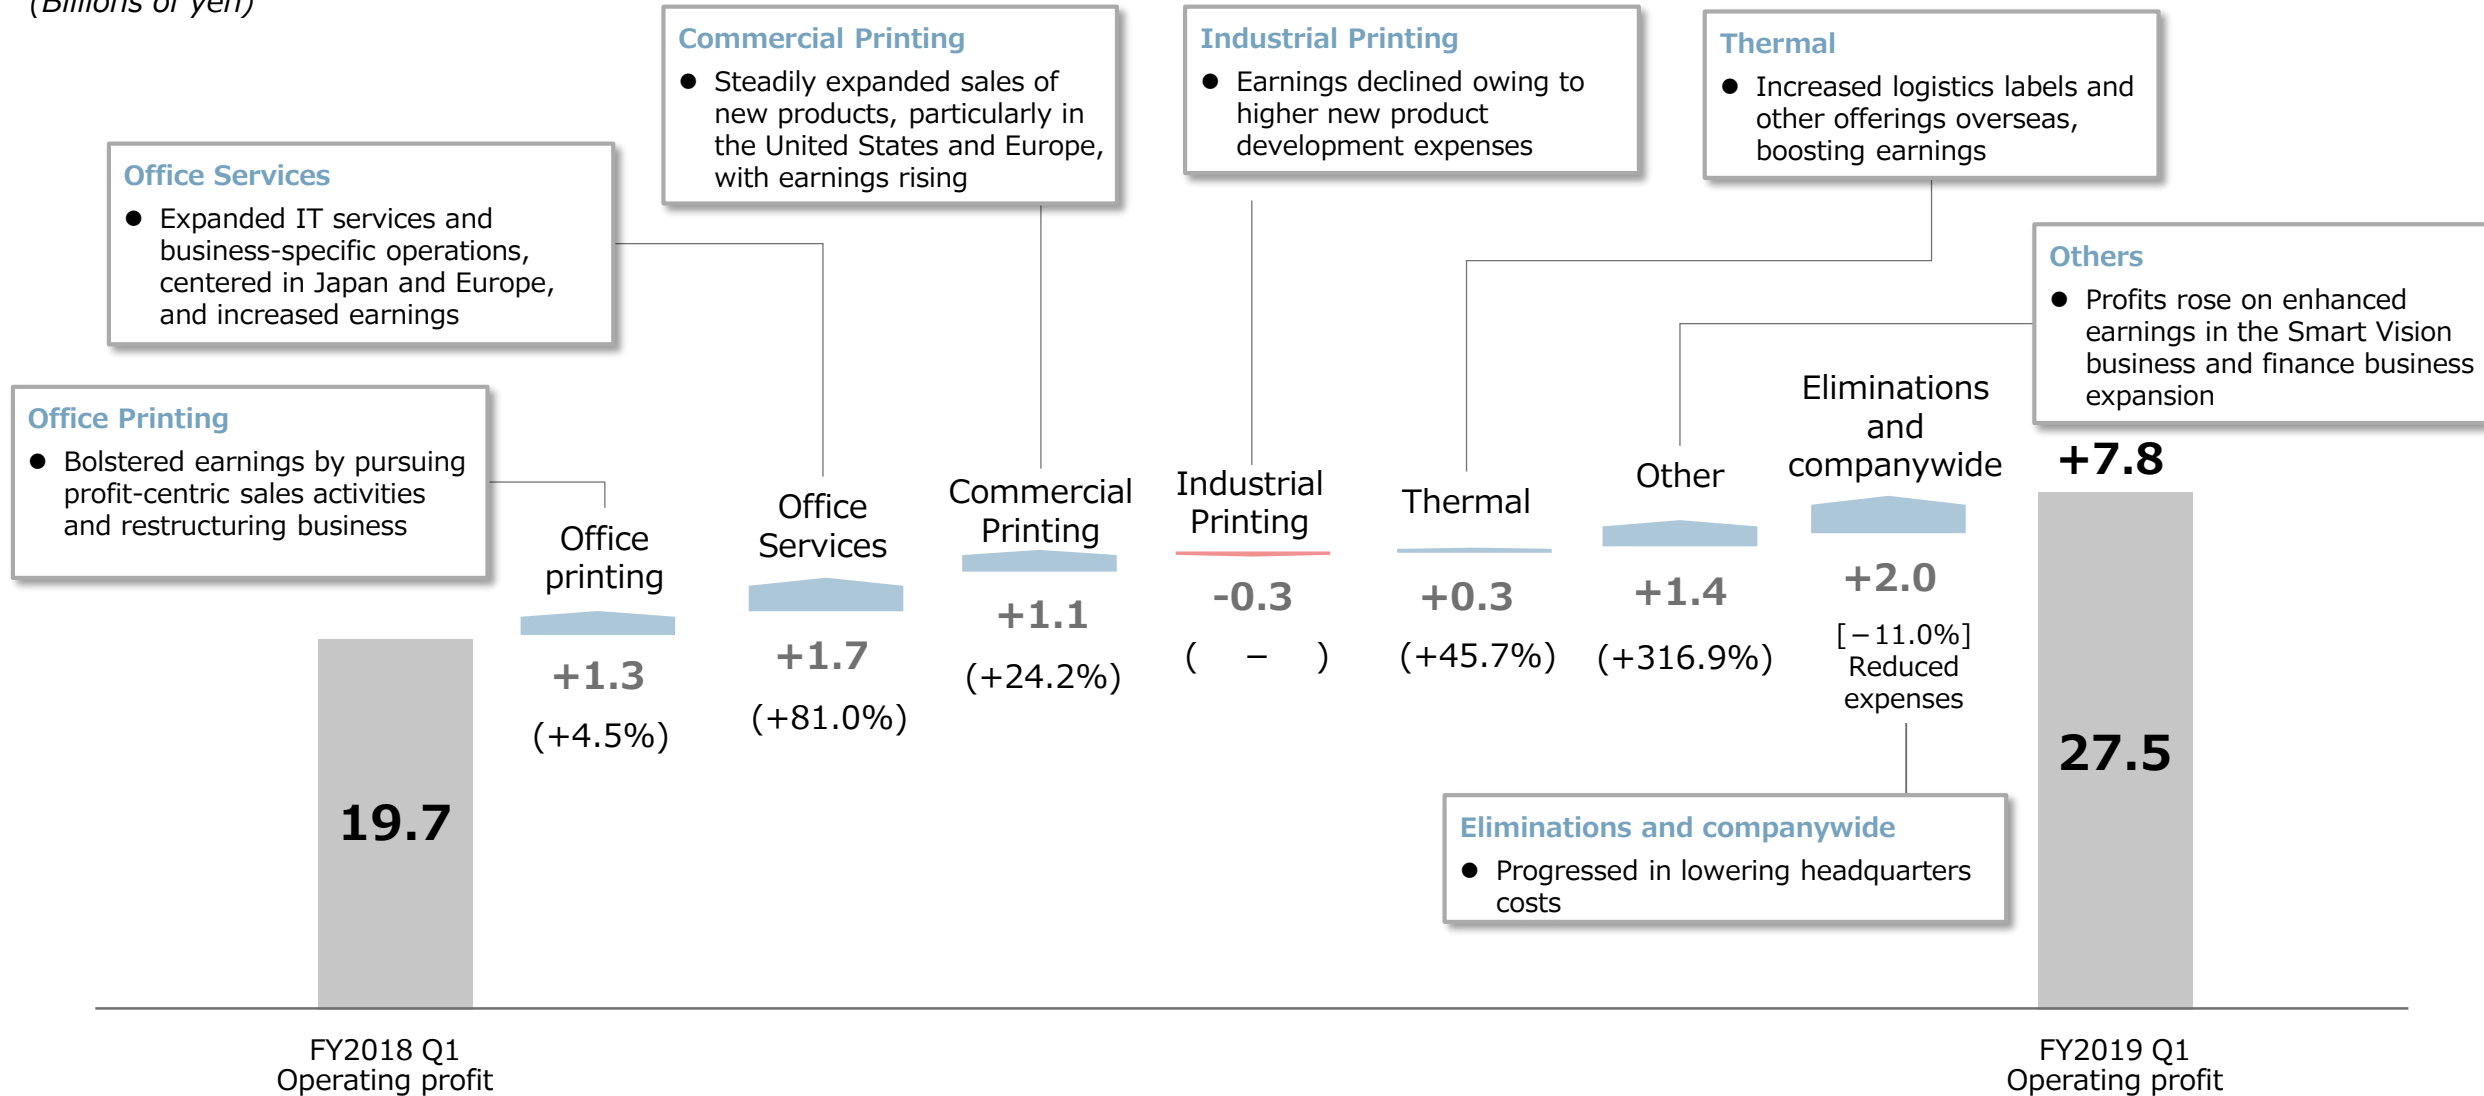 (Billions of yen)
Commercial Printing
● Steadily expanded sales of
new products, particularly in
the United States and Europe,
with earnings rising
Industrial Printing
● Earnings declined owing to
higher new product
development expenses
Thermal
● Increased logistics labels and
other offerings overseas,
boosting earnings
Office Services
● Expanded IT services and
business-specific operations,
centered in Japan and Europe,
and increased earnings
Others
● Profits rose on enhanced
earnings in the Smart Vision
business and finance business
expansion
Office Printing
● Bolstered earnings by pursuing
profit-centric sales activities
and restructuring business
Office
printing
+1.3
(+4.5%)
Office
Services
+1.7
(+81.0%)
Commercial
Printing
+1.1
(+24.2%)
Industrial
Printing
-0.3
( − )
Thermal
+0.3
(+45.7%)
Other
+1.4
(+316.9%)
Eliminations
and
companywide
+2.0
[−11.0%]
Reduced
expenses
+7.8
27.5
19.7
Eliminations and companywide
● Progressed in lowering headquarters
costs
FY2018 Q1
Operating profit
FY2019 Q1
Operating profit